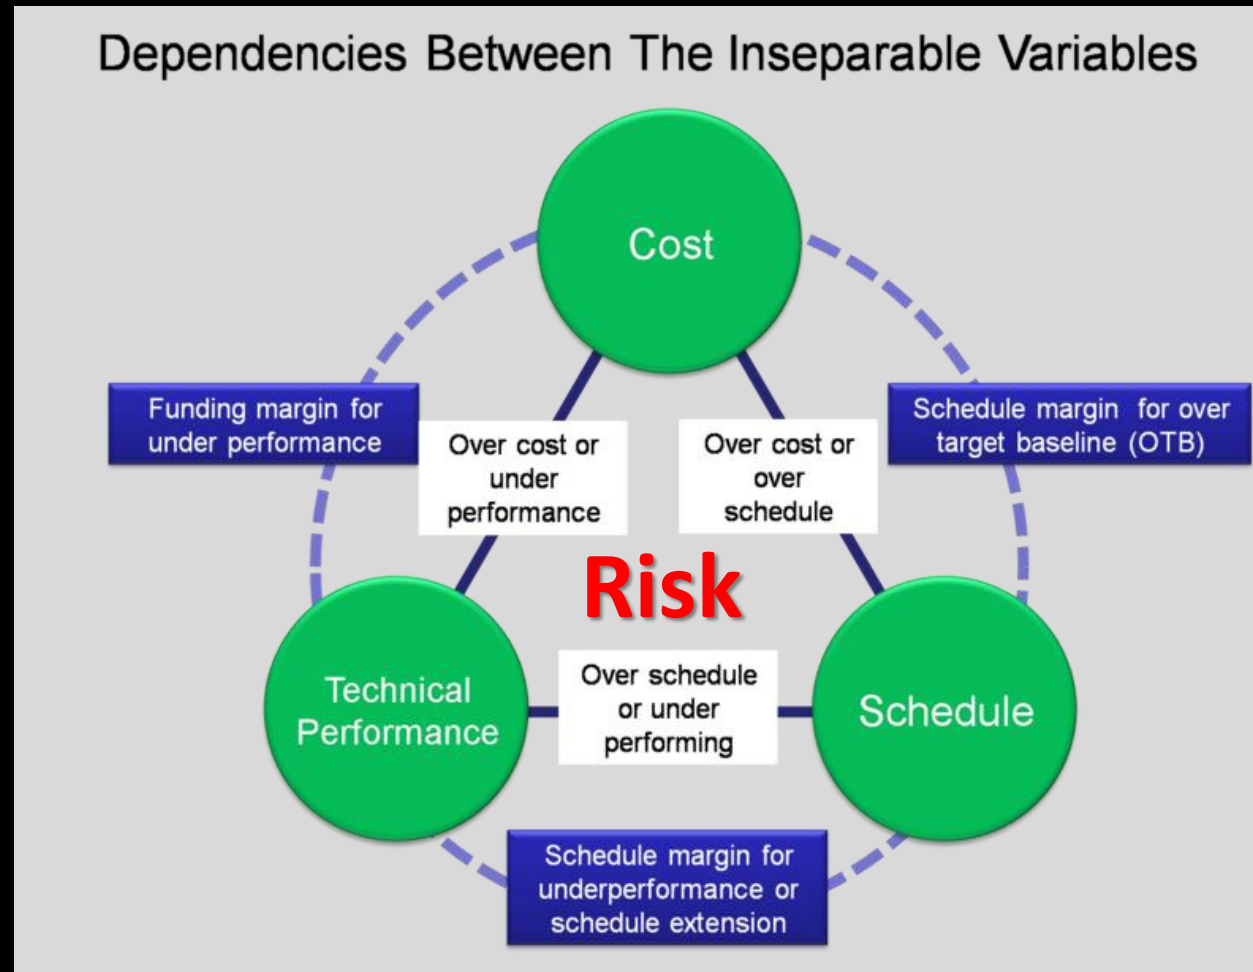 Dependencies Between The Inseparable Variables
Cost
Funding margin for
under performance
Over cost or
under
performance
Over cost or
over
schedule
Schedule margin for over
target baseline (OTB)
Risk
Technical
Performance
Over schedule
or under
performing
Schedule
Schedule margin for
underperformance or
schedule extension